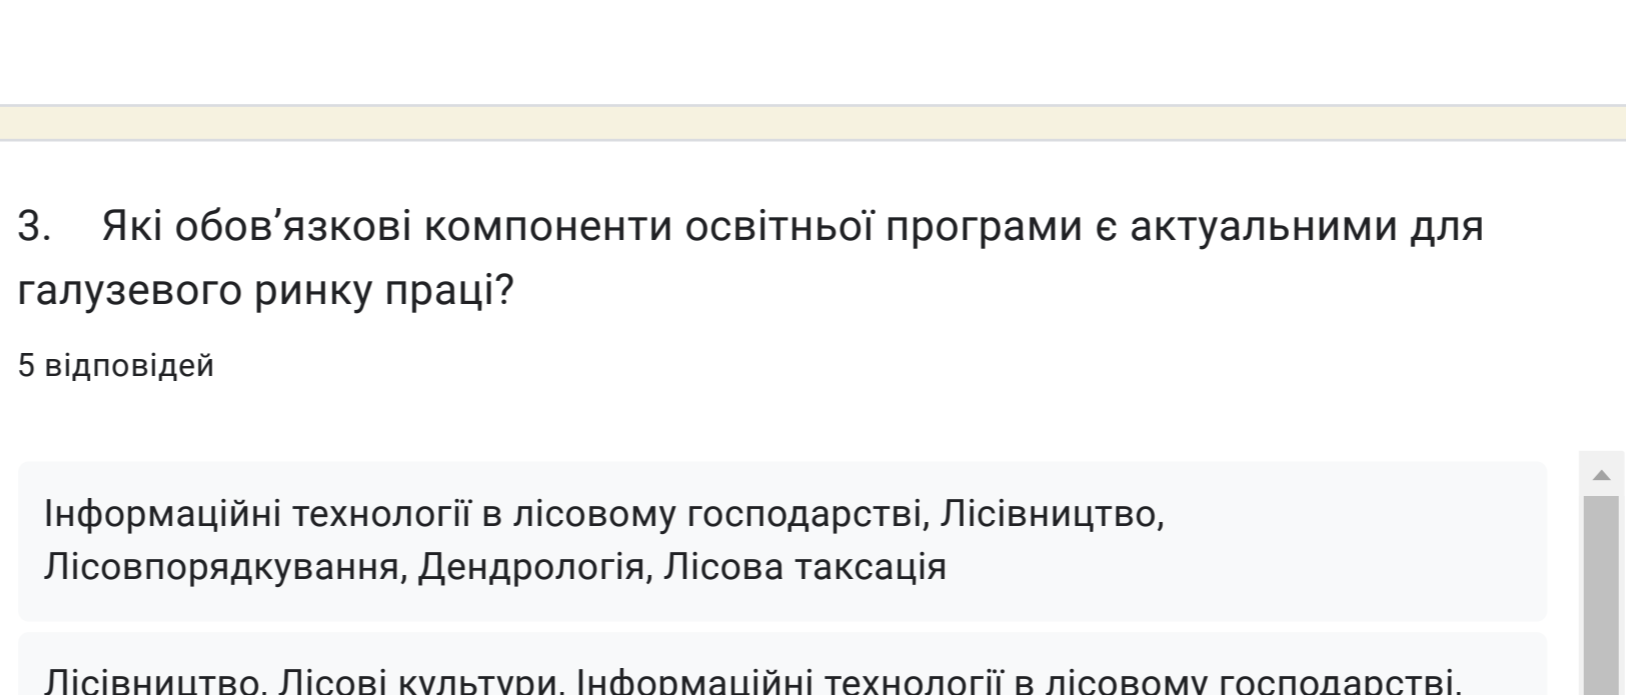 3. Які обов’язкові компоненти освітньої програми є актуальними для
галузевого ринку праці?
5 відповідей
Інформаційні технології в лісовому господарстві, Лісівництво,
Лісовпорядкування, Дендрологія, Лісова таксація
Лісівництво, Лісові культури, Інформаційні технології в лісовому господарстві,